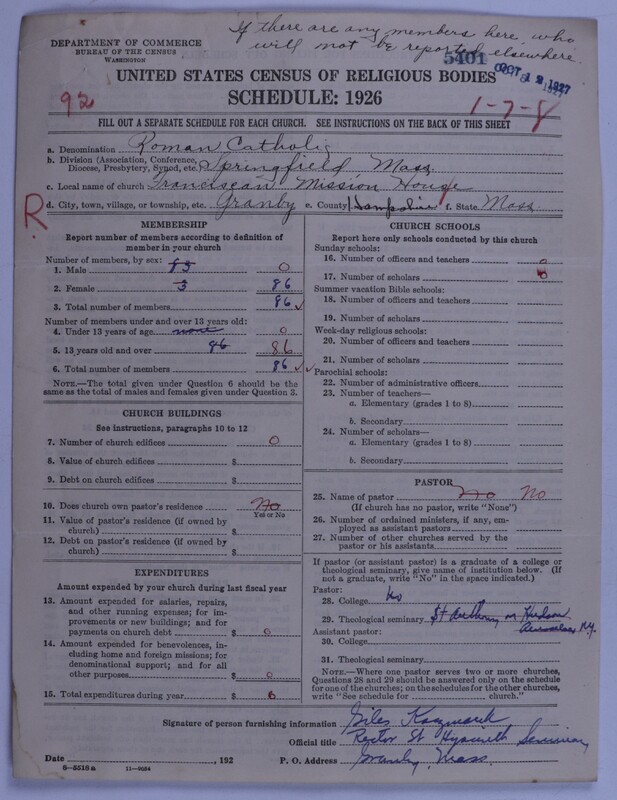 If there are any members here who
will not be reported elsewhere.
DEPARTMENT OF COMMERCE
BUREAU OF THE CENSUS
WASHINGTON
5401
OCT 12 1927
UNITED STATES CENSUS OF RELIGIOUS BODIES
SCHEDULE: 1926
92
1-7-8
FILL OUT A SEPARATE SCHEDULE FOR EACH CHURCH. SEE INSTRUCTIONS ON THE BACK OF THIS SHEET
a. Denomination Roman Catholic
b. Division (Association, Conference,
Diocese, Presbytery, Synod, etc. Springfield Mass.
c. Local name of church Franciscan Mission House
d. City, town, village, or township, etc. Granby e. County Hampshire f. State Mass.
R
MEMBERSHIP
Report number of members according to definition of
member in your church
Number of members, by sex:
1. Male 83 0
2. Female 3 86
3. Total number of members 86
Number of members under and over 13 years old:
4. Under 13 years of age none 0
5. 13 years old and over 86 86
6. Total number of members 86
NOTE.—The total given under Question 6 should be the
same as the total of males and females given under Question 3.
CHURCH BUILDINGS
See instructions, paragraphs 10 to 12
7. Number of church edifices 0
8. Value of church edifices $
9. Debt on church edifices $
10. Does church own pastor's residence No
Yes or No
11. Value of pastor's residence (if owned by
church) $
12. Debt on pastor's residence (if owned by
church) $
EXPENDITURES
Amount expended by your church during last fiscal year
13. Amount expended for salaries, repairs,
and other running expenses; for im-
provements or new buildings; and for
payments on church debt $ 0
14. Amount expended for benevolences, in-
cluding home and foreign missions; for
denominational support; and for all
other purposes $ 0
15. Total expenditures during year $ 0
CHURCH SCHOOLS
Report here only schools conducted by this church
Sunday schools:
16. Number of officers and teachers 0
17. Number of scholars 0
Summer vacation Bible schools:
18. Number of officers and teachers
19. Number of scholars
Week-day religious schools:
20. Number of officers and teachers
21. Number of scholars
Parochial schools:
22. Number of administrative officers
23. Number of teachers—
a. Elementary (grades 1 to 8)
b. Secondary
24. Number of scholars—
a. Elementary (grades 1 to 8)
b. Secondary
PASTOR
25. Name of pastor No No
(If church has no pastor, write "None")
26. Number of ordained ministers, if any, em-
ployed as assistant pastors
27. Number of other churches served by the
pastor or his assistants
If pastor (or assistant pastor) is a graduate of a college or
theological seminary, give name of institution below. (If
not a graduate, write "No" in the space indicated.)
Pastor:
28. College No
29. Theological seminary St Anthony on Hudson
N.Y.
Assistant pastor:
30. College
31. Theological seminary
NOTE.—Where one pastor serves two or more churches,
Questions 28 and 29 should be answered only on the schedule
for one of the churches; on the schedules for the other churches,
write "See schedule for church."
Signature of person furnishing information Giles Kaczmarek
Official title Rector St. Hyacinth Seminary
Date , 192 P. O. Address Granby, Mass.
8-5516 a 11-9034